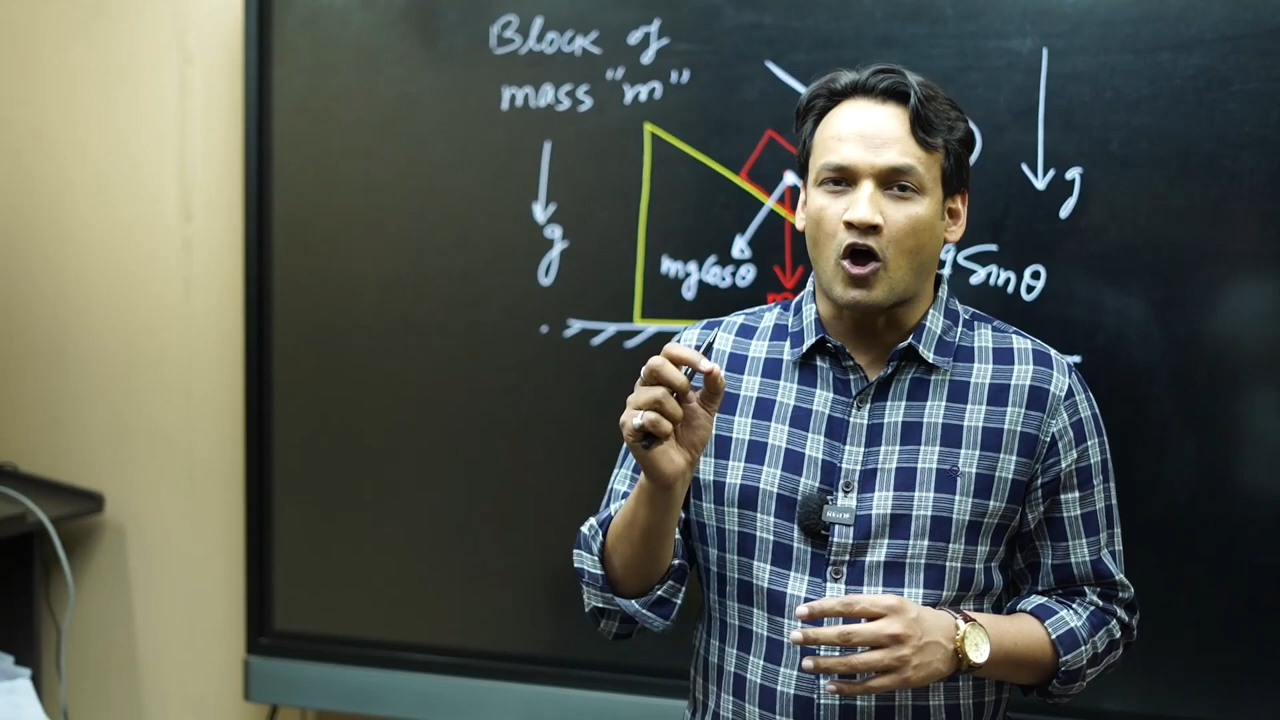 Block of
mass "m"
g
g
mgCosθ
gSinθ